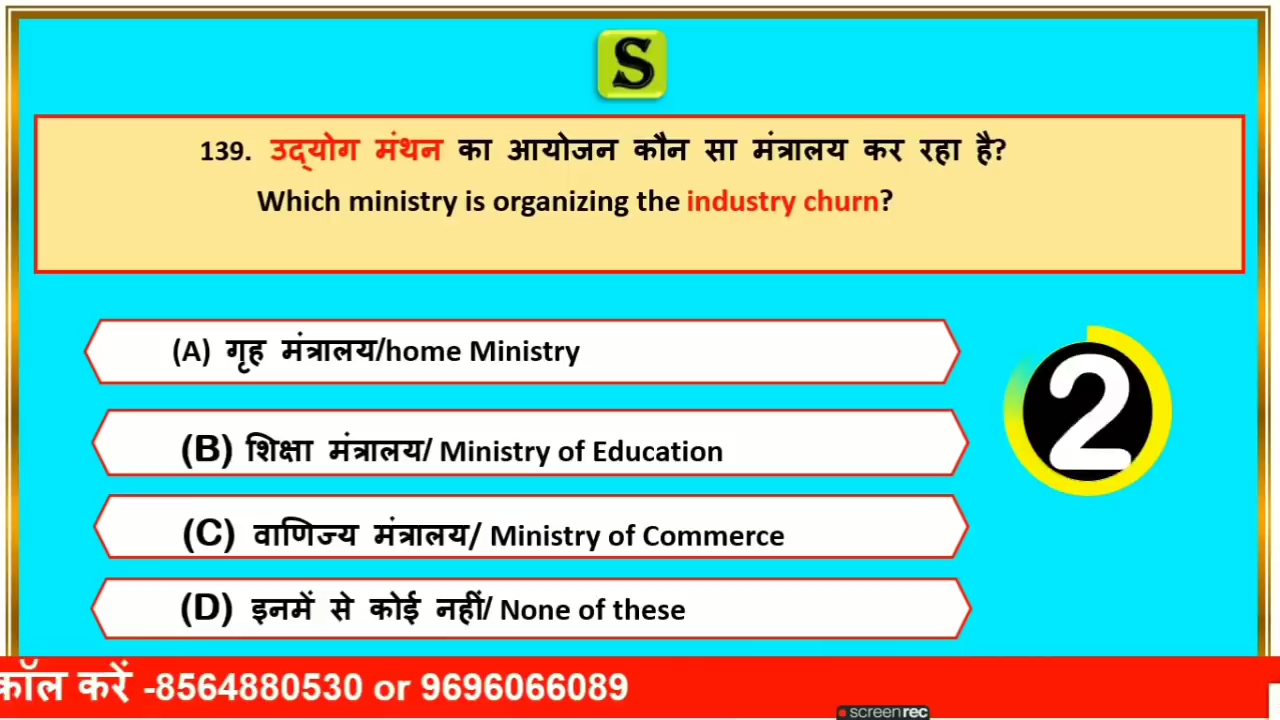 S
139. उद्योग मंथन का आयोजन कौन सा मंत्रालय कर रहा है?
Which ministry is organizing the industry churn?
(A) गृह मंत्रालय/home Ministry
(B) शिक्षा मंत्रालय/ Ministry of Education
2
(C) वाणिज्य मंत्रालय/ Ministry of Commerce
(D) इनमें से कोई नहीं/ None of these
कॉल करें -8564880530 or 9696066089
screenrec